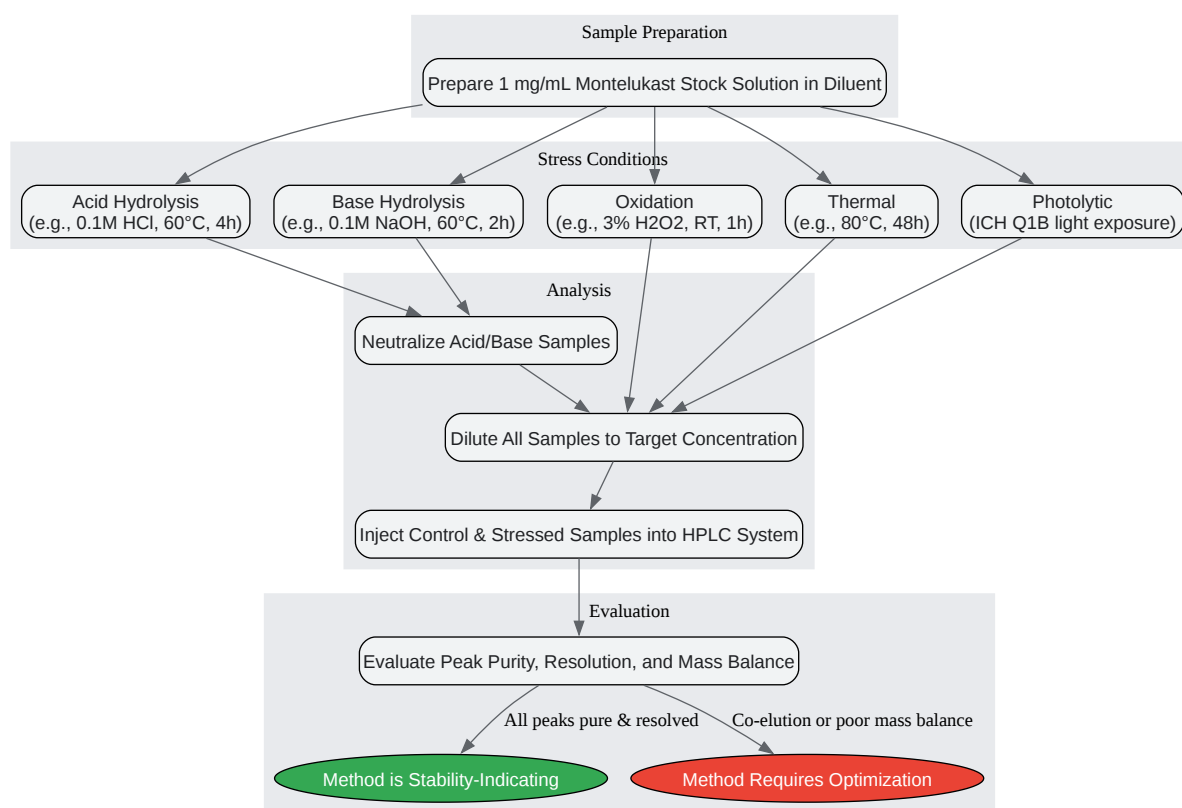 Sample Preparation
Prepare 1 mg/mL Montelukast Stock Solution in Diluent
Stress Conditions
Acid Hydrolysis
(e.g., 0.1M HCl, 60°C, 4h)
Base Hydrolysis
(e.g., 0.1M NaOH, 60°C, 2h)
Oxidation
(e.g., 3% H2O2, RT, 1h)
Thermal
(e.g., 80°C, 48h)
Photolytic
(ICH Q1B light exposure)
Analysis
Neutralize Acid/Base Samples
Dilute All Samples to Target Concentration
Inject Control & Stressed Samples into HPLC System
Evaluation
Evaluate Peak Purity, Resolution, and Mass Balance
All peaks pure & resolved
Co-elution or poor mass balance
Method is Stability-Indicating
Method Requires Optimization